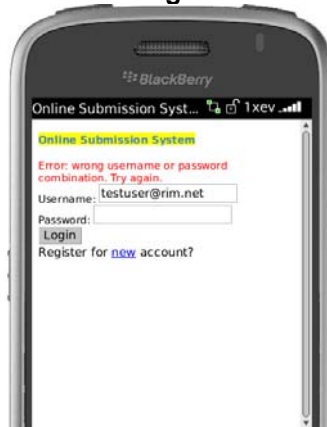 BlackBerry
Online Submission Syst... 1xev
Online Submission System
Error: wrong username or password
combination. Try again.
Username: testuser@rim.net
Password:
Login
Register for new account?